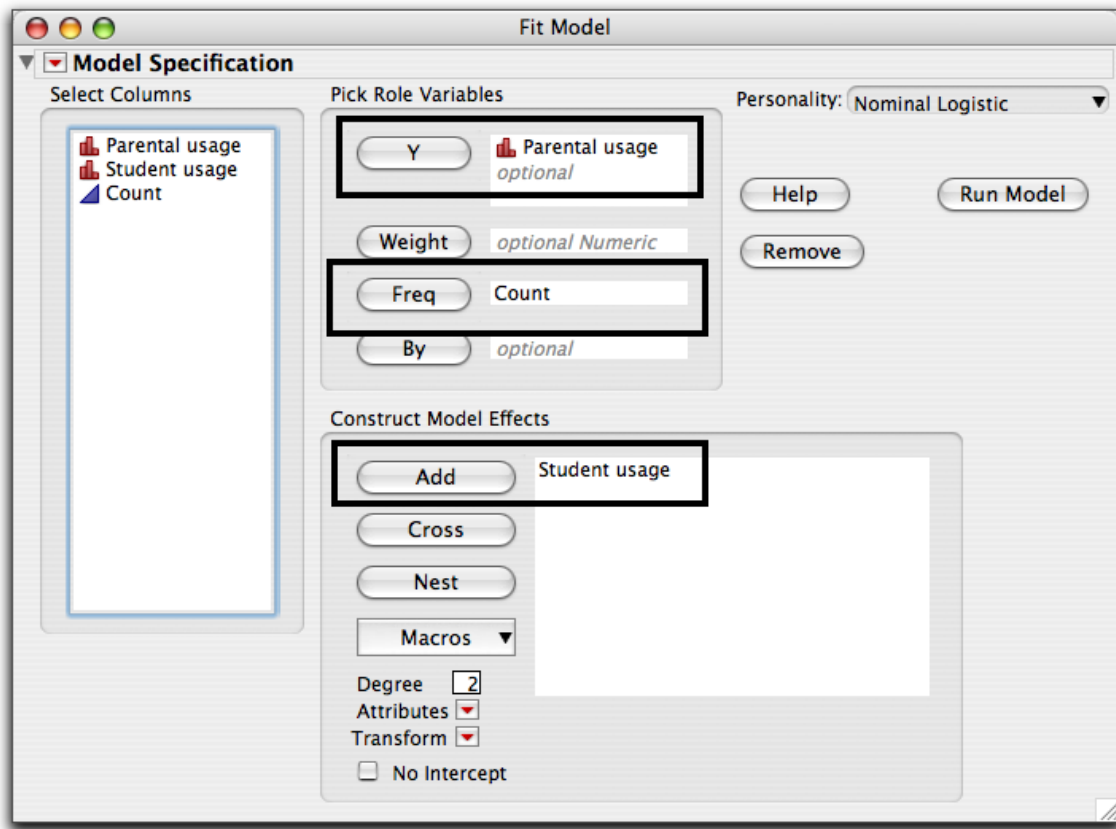 Fit Model
Model Specification
Select Columns
Parental usage
Student usage
Count
Pick Role Variables
Y
Parental usage
optional
Weight
optional Numeric
Freq
Count
By
optional
Personality: Nominal Logistic
Help
Run Model
Remove
Construct Model Effects
Add
Student usage
Cross
Nest
Macros
Degree 2
Attributes
Transform
No Intercept